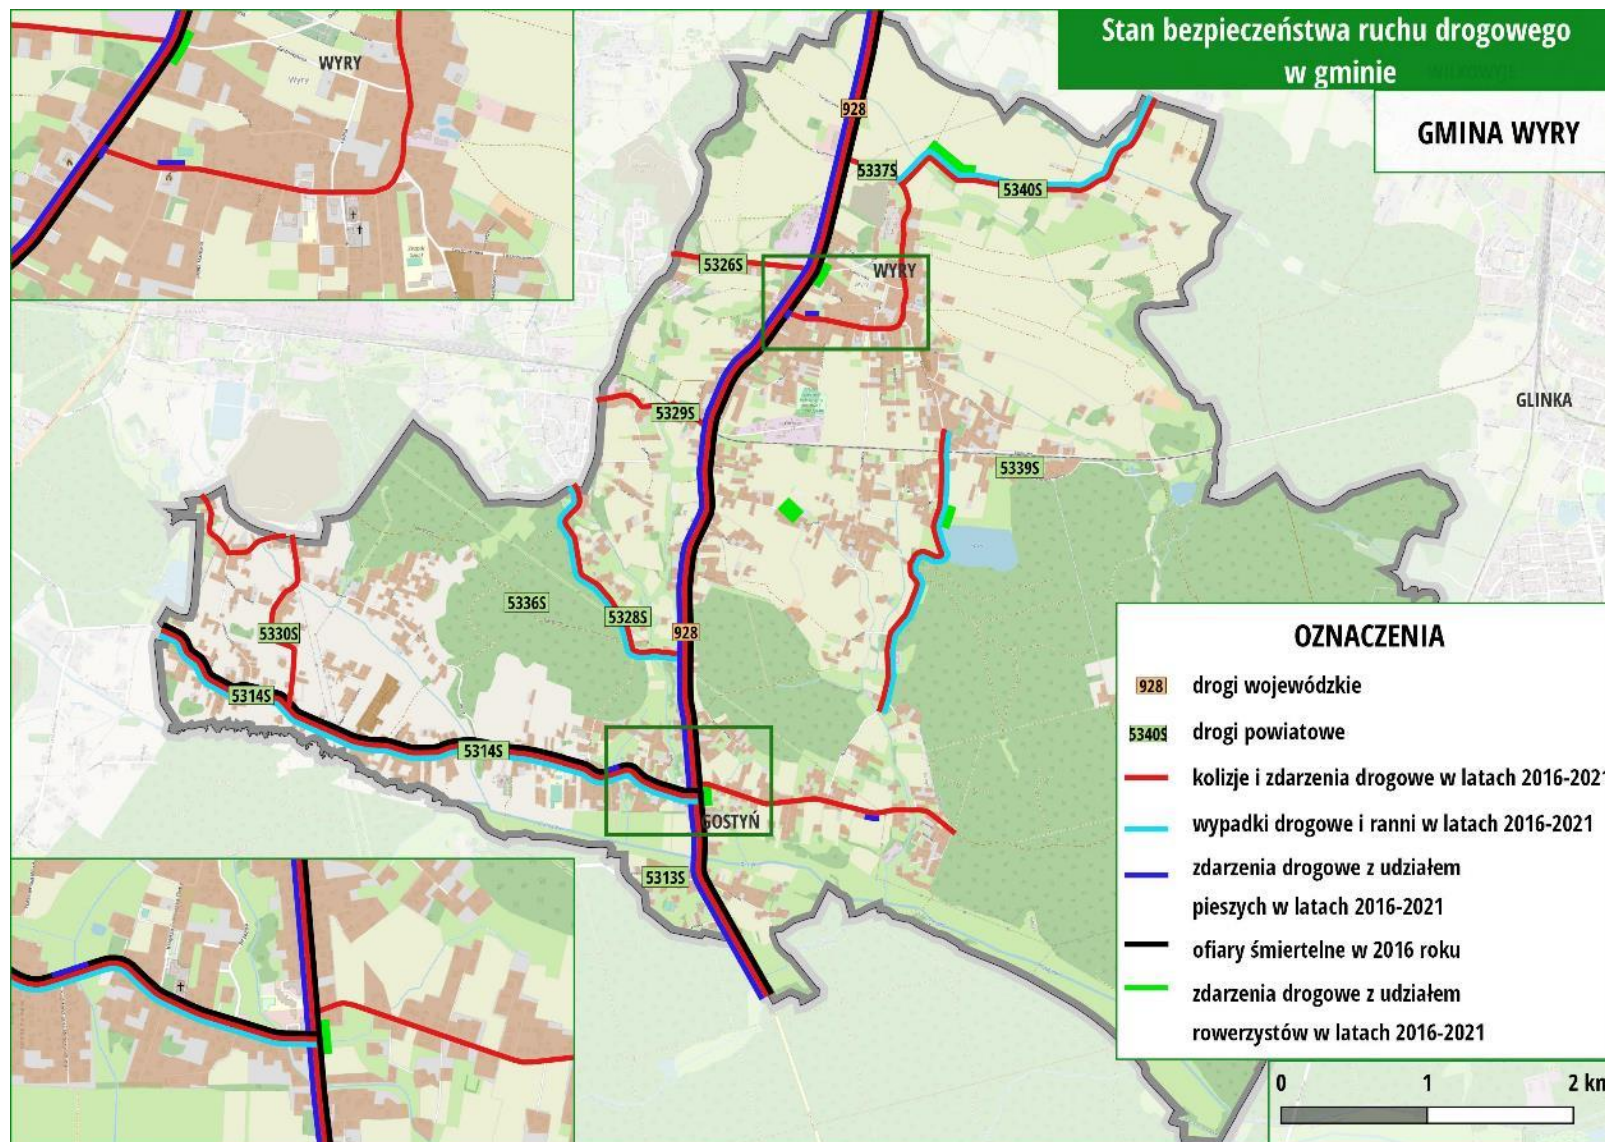 Stan bezpieczeństwa ruchu drogowego
w gminie
GMINA WYRY
WYRY
Wyry
928
5337S
5340S
5326S
WYRY
5329S
5339S
GLINKA
5336S
5328S
928
5330S
5314S
5314S
GOSTYŃ
5313S
OZNACZENIA
928 drogi wojewódzkie
5340S drogi powiatowe
kolizje i zdarzenia drogowe w latach 2016-2021
wypadki drogowe i ranni w latach 2016-2021
zdarzenia drogowe z udziałem
pieszych w latach 2016-2021
ofiary śmiertelne w 2016 roku
zdarzenia drogowe z udziałem
rowerzystów w latach 2016-2021
0 1 2 km